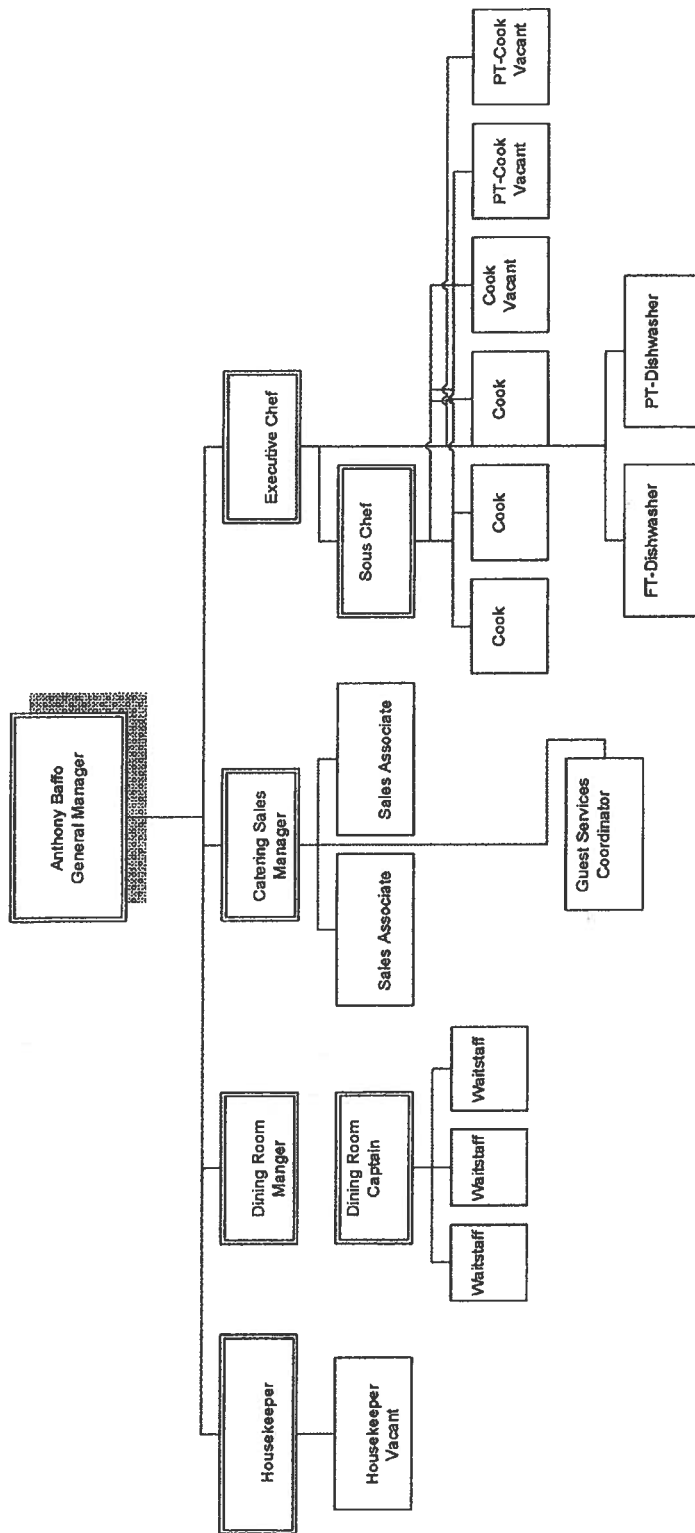 Anthony Baffo
General Manager
Housekeeper
Dining Room
Manger
Catering Sales
Manager
Executive Chef
Housekeeper
Vacant
Dining Room
Captain
Sales Associate
Sales Associate
Sous Chef
Waitstaff
Waitstaff
Waitstaff
Cook
Cook
Cook
Cook
Vacant
PT-Cook
Vacant
PT-Cook
Vacant
Guest Services
Coordinator
FT-Dishwasher
PT-Dishwasher